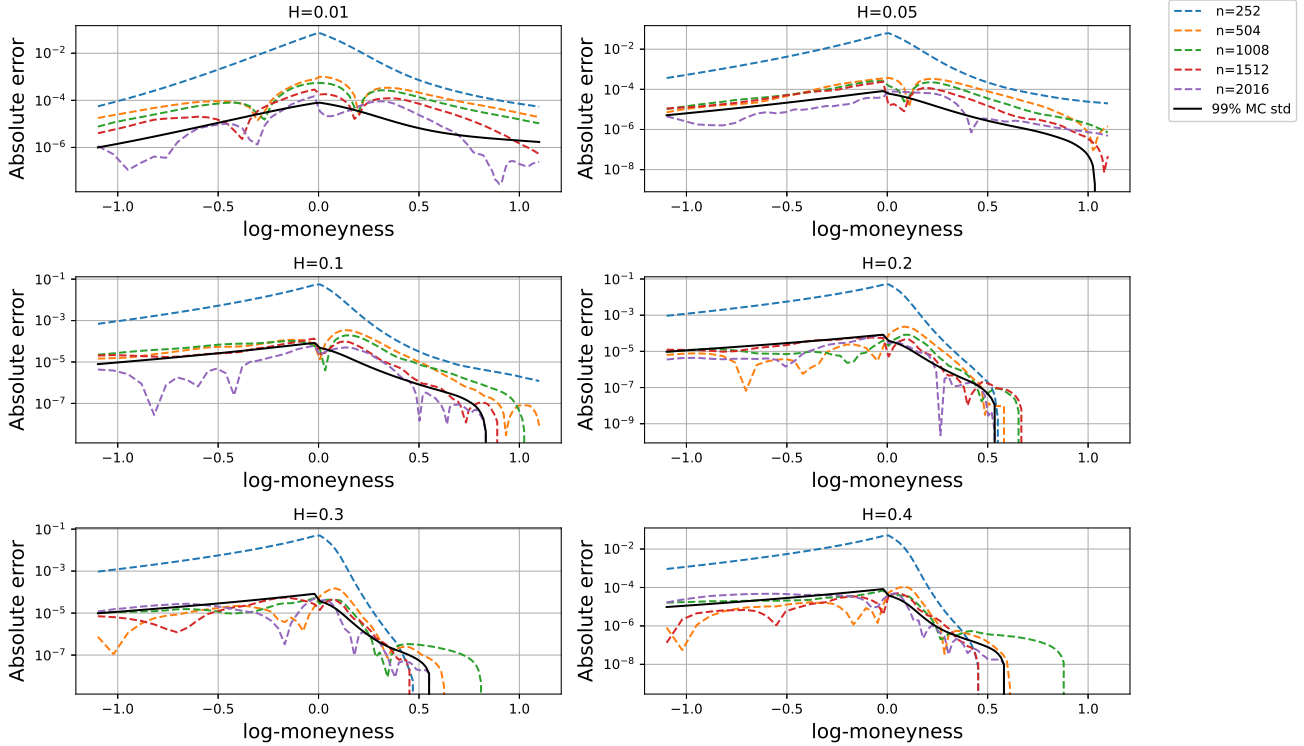 H=0.01
Absolute error
10⁻²
10⁻⁴
10⁻⁶
−1.0 −0.5 0.0 0.5 1.0
log-moneyness
H=0.05
Absolute error
10⁻²
10⁻⁴
10⁻⁶
10⁻⁸
−1.0 −0.5 0.0 0.5 1.0
log-moneyness
n=252
n=504
n=1008
n=1512
n=2016
99% MC std
H=0.1
Absolute error
10⁻¹
10⁻³
10⁻⁵
10⁻⁷
−1.0 −0.5 0.0 0.5 1.0
log-moneyness
H=0.2
Absolute error
10⁻¹
10⁻³
10⁻⁵
10⁻⁷
10⁻⁹
−1.0 −0.5 0.0 0.5 1.0
log-moneyness
H=0.3
Absolute error
10⁻¹
10⁻³
10⁻⁵
10⁻⁷
−1.0 −0.5 0.0 0.5 1.0
log-moneyness
H=0.4
Absolute error
10⁻²
10⁻⁴
10⁻⁶
10⁻⁸
−1.0 −0.5 0.0 0.5 1.0
log-moneyness